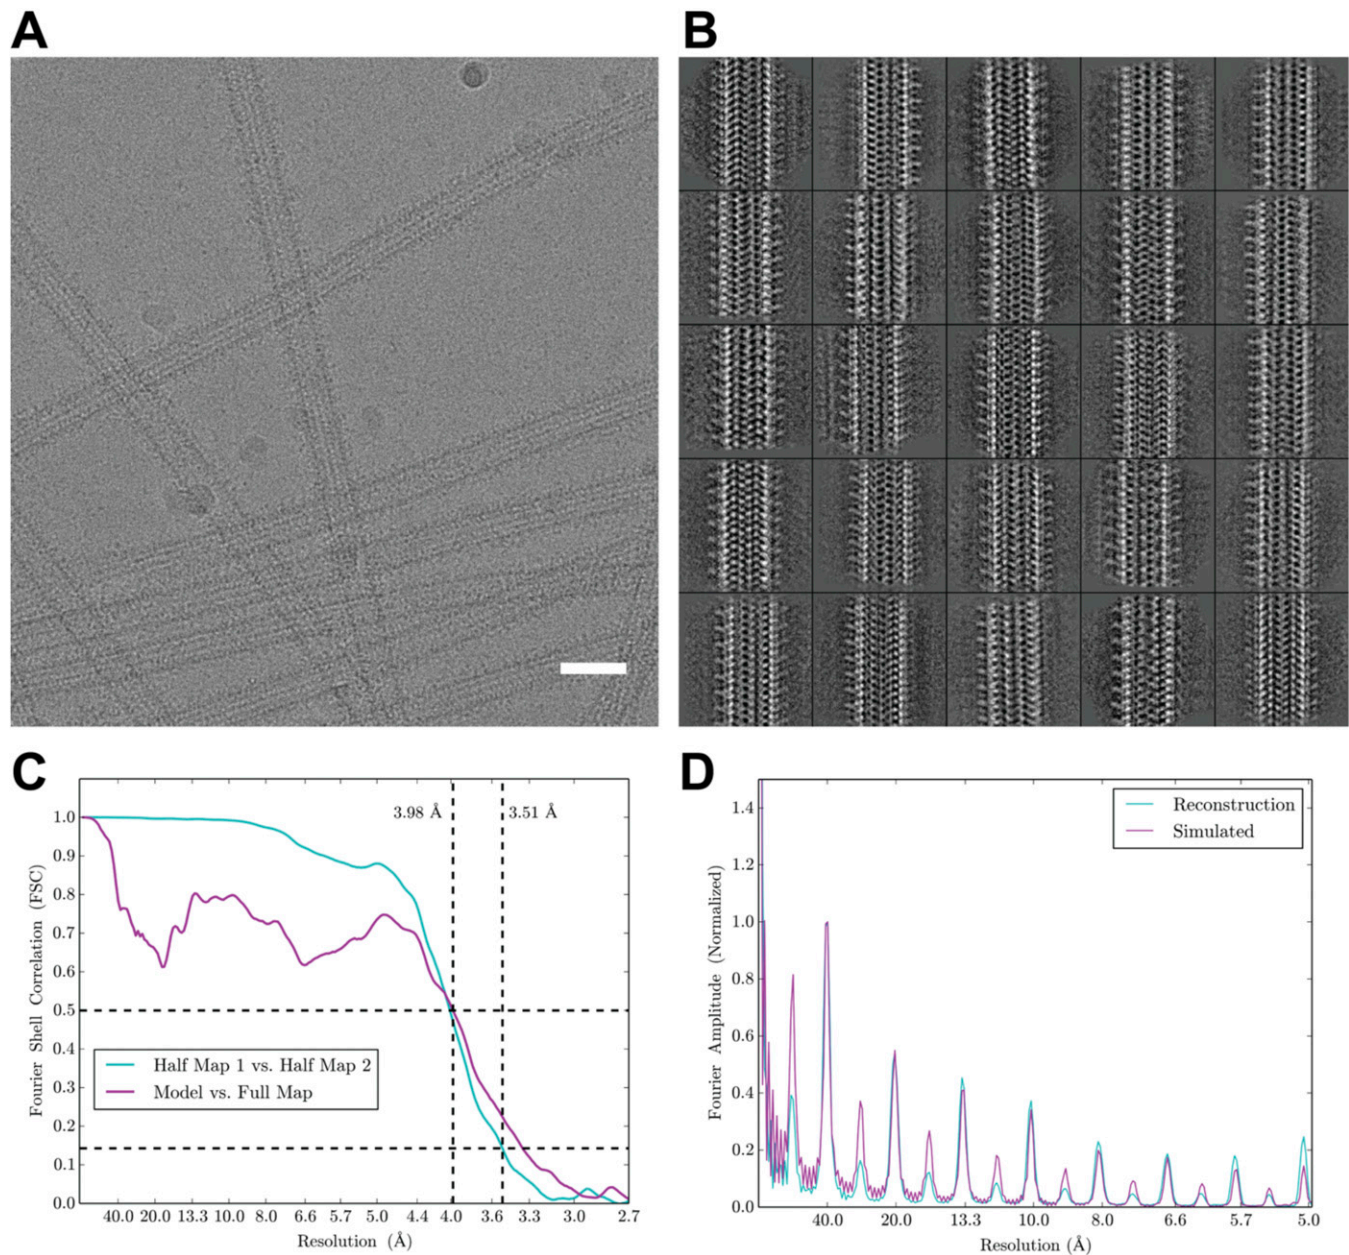 A
B
C
D
1.0
0.9
0.8
0.7
0.6
0.5
0.4
0.3
0.2
0.1
0.0
Fourier Shell Correlation (FSC)
3.98 Å
3.51 Å
Half Map 1 vs. Half Map 2
Model vs. Full Map
40.0 20.0 13.3 10.0 8.0 6.6 5.7 5.0 4.4 4.0 3.6 3.3 3.0 2.7
Resolution (Å)
1.4
1.2
1.0
0.8
0.6
0.4
0.2
0.0
Fourier Amplitude (Normalized)
Reconstruction
Simulated
40.0 20.0 13.3 10.0 8.0 6.6 5.7 5.0
Resolution (Å)